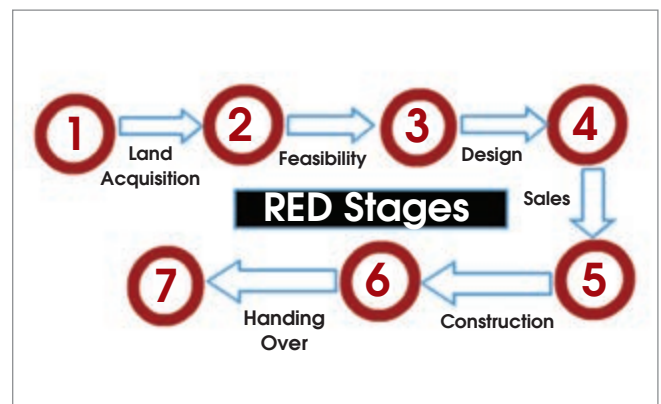 1
2
3
4
Land
Acquisition
Feasibility
Design
RED Stages
Sales
7
6
5
Handing
Over
Construction